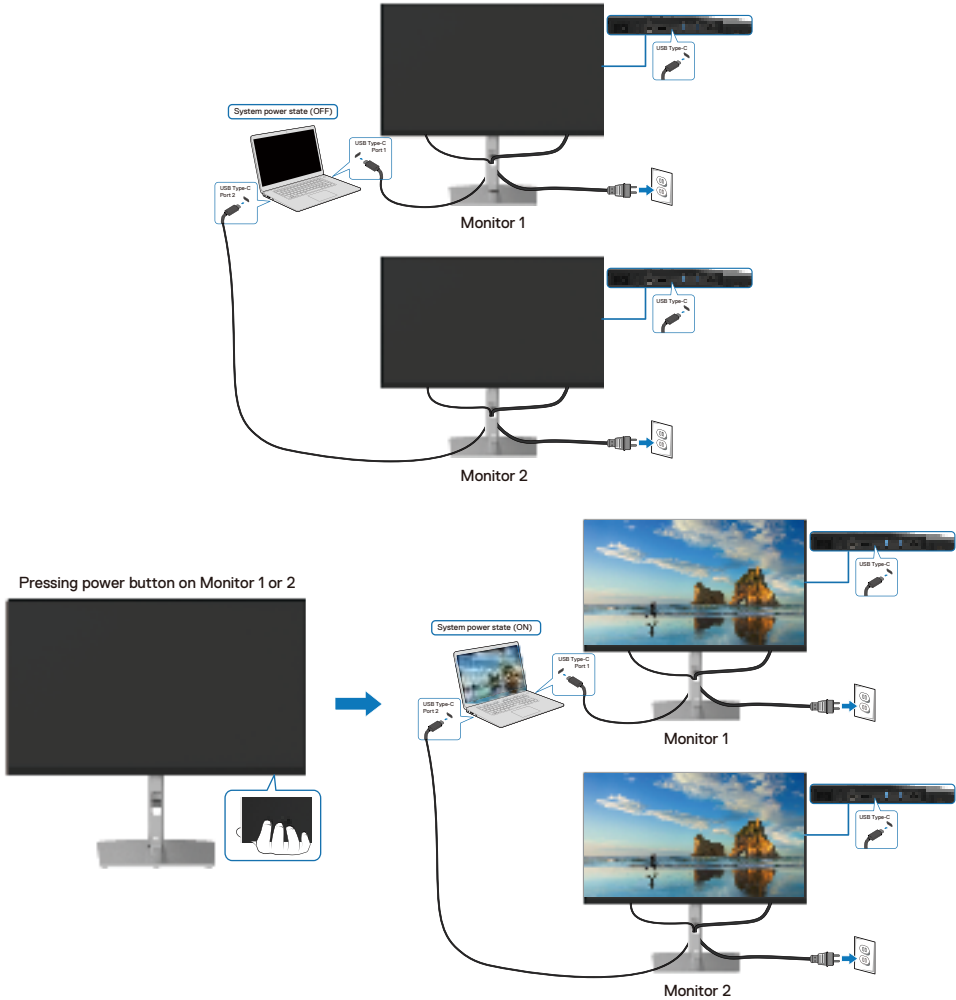 USB Type-C
System power state (OFF)
USB Type-C
Port 1
USB Type-C
Port 2
Monitor 1
USB Type-C
Monitor 2
Pressing power button on Monitor 1 or 2
USB Type-C
System power state (ON)
USB Type-C
Port 1
USB Type-C
Port 2
Monitor 1
USB Type-C
Monitor 2